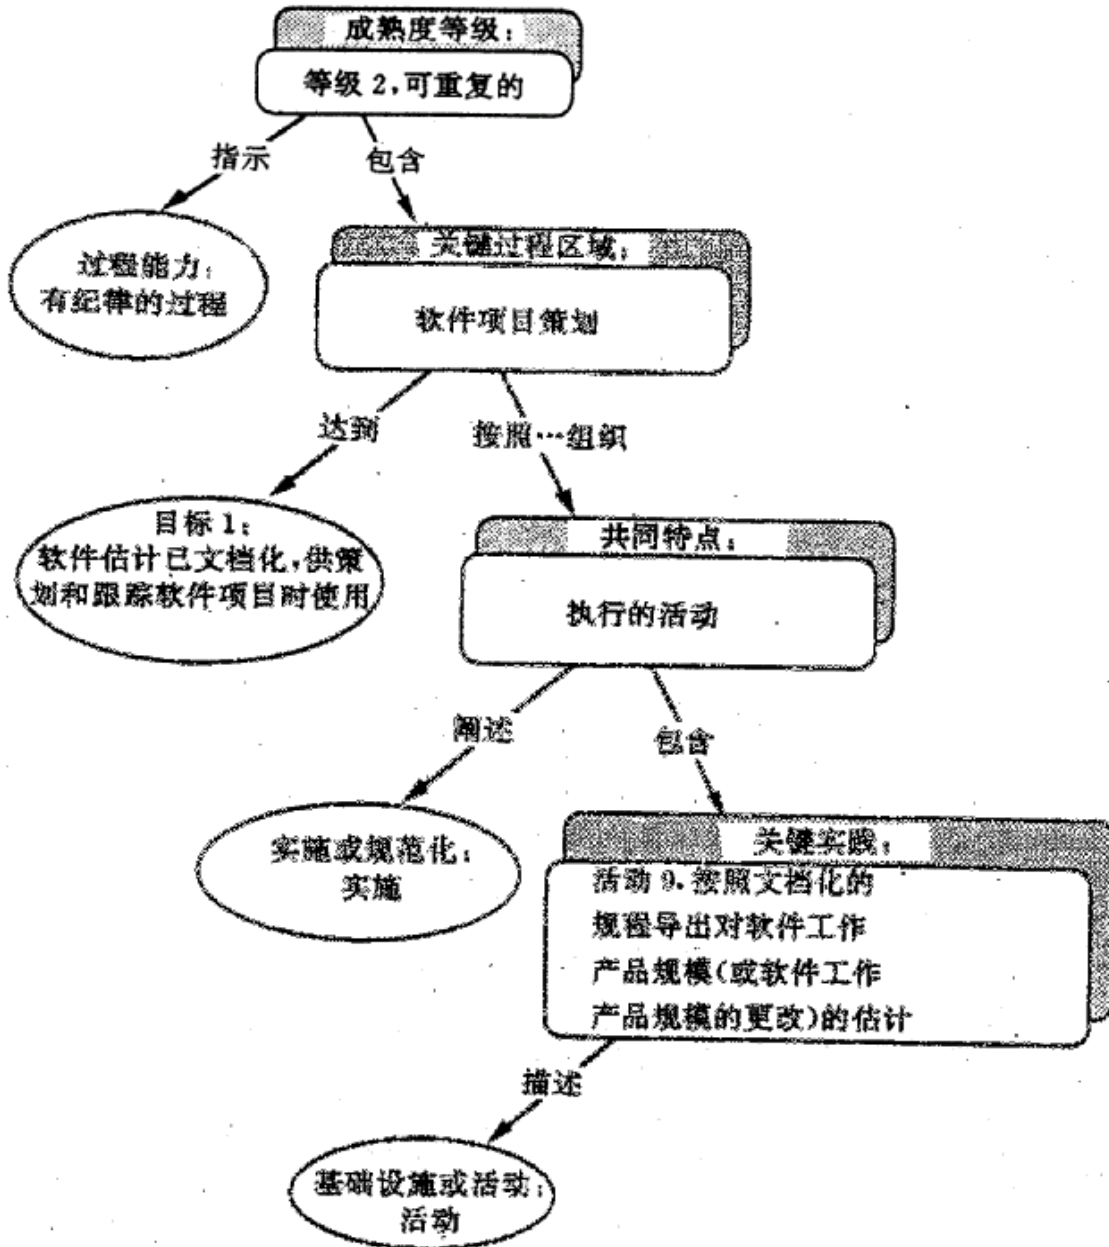 成熟度等级：
等级 2，可重复的
指示
包含
过程能力：
有纪律的过程
关键过程区域：
软件项目策划
达到
按照…组织
目标 1：
软件估计已文档化，供策
划和跟踪软件项目时使用
共同特点：
执行的活动
阐述
包含
实施或规范化：
实施
关键实践：
活动 9. 按照文档化的
规程导出对软件工作
产品规模（或软件工作
产品规模的更改）的估计
描述
基础设施或活动：
活动